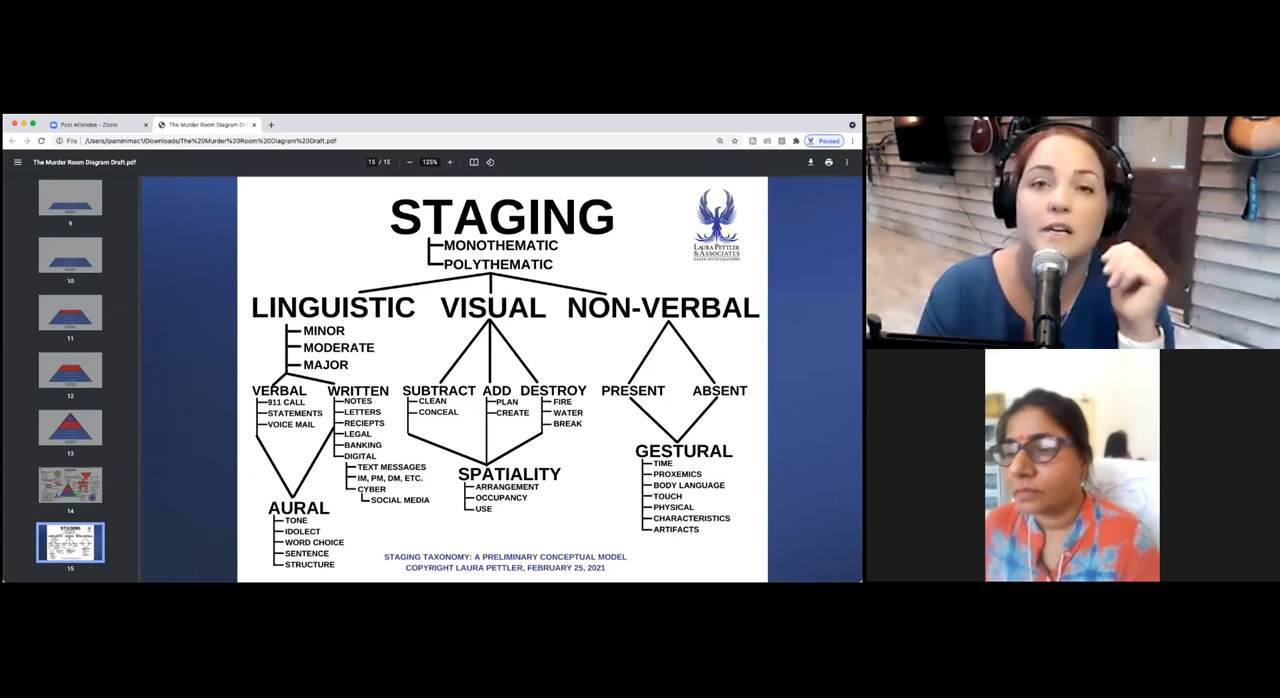 Post Attendee - Zoom
The Murder Room Diagram Dr
File
/Users/lpaminimac1/Downloads/The%20Murder%20Room%20Diagram%20Draft.pdf
Paused
The Murder Room Diagram Draft.pdf
15 / 15
125%
9
10
11
12
13
14
15
STAGING
MONOTHEMATIC
POLYTHEMATIC
LAURA PETTLER
& ASSOCIATES
LINGUISTIC VISUAL NON-VERBAL
MINOR
MODERATE
MAJOR
VERBAL
911 CALL
STATEMENTS
VOICE MAIL
WRITTEN
NOTES
LETTERS
RECIEPTS
LEGAL
BANKING
DIGITAL
TEXT MESSAGES
IM, PM, DM, ETC.
CYBER
SOCIAL MEDIA
AURAL
TONE
IDOLECT
WORD CHOICE
SENTENCE
STRUCTURE
SUBTRACT
CLEAN
CONCEAL
ADD
PLAN
CREATE
DESTROY
FIRE
WATER
BREAK
SPATIALITY
ARRANGEMENT
OCCUPANCY
USE
PRESENT
ABSENT
GESTURAL
TIME
PROXEMICS
BODY LANGUAGE
TOUCH
PHYSICAL
CHARACTERISTICS
ARTIFACTS
STAGING TAXONOMY: A PRELIMINARY CONCEPTUAL MODEL
COPYRIGHT LAURA PETTLER, FEBRUARY 25, 2021